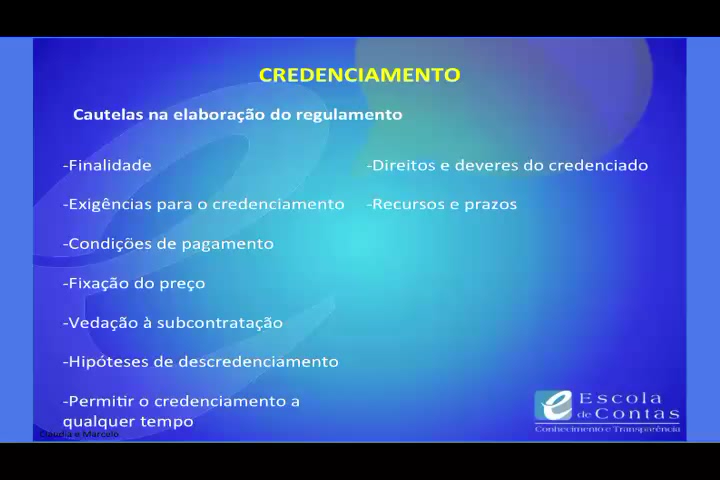 CREDENCIAMENTO
Cautelas na elaboração do regulamento
-Finalidade
-Exigências para o credenciamento
-Condições de pagamento
-Fixação do preço
-Vedação à subcontratação
-Hipóteses de descredenciamento
-Permitir o credenciamento a
qualquer tempo
-Direitos e deveres do credenciado
-Recursos e prazos
Claudia e Marcelo
Escola
de Contas
Conhecimento e Transparência